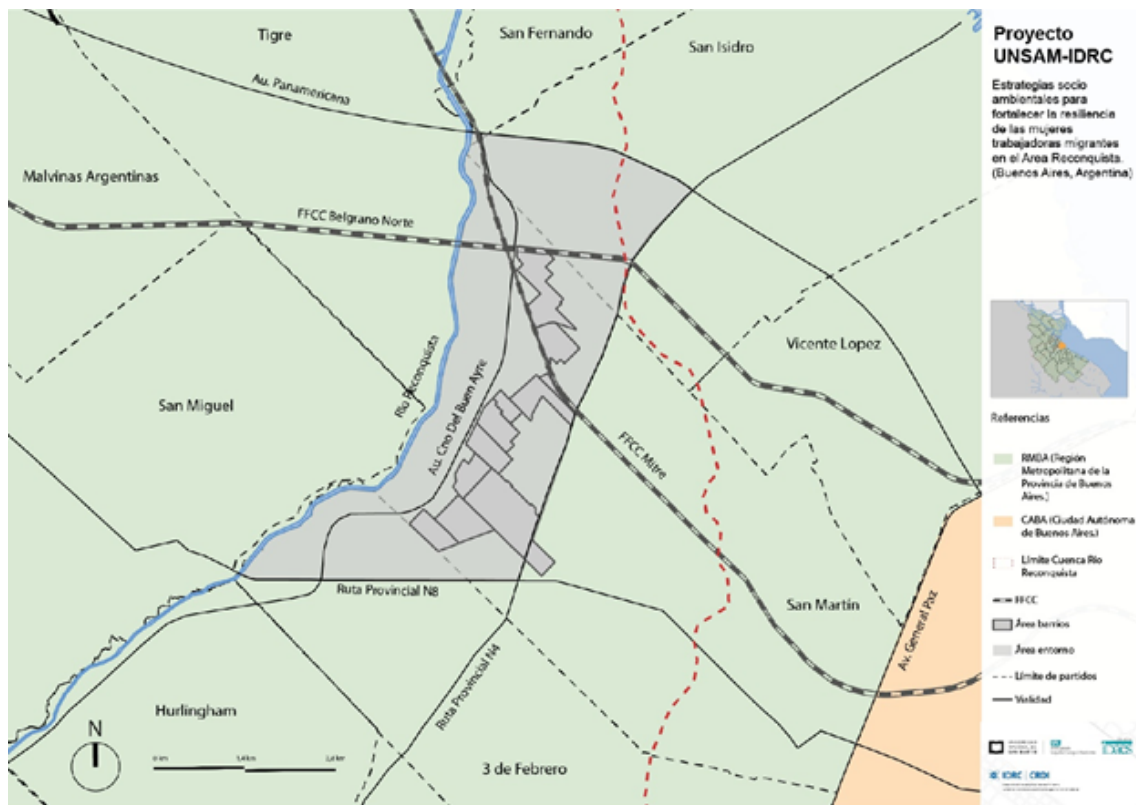 Tigre
San Fernando
San Isidro
Av. Panamericana
Malvinas Argentinas
FFCC Belgrano Norte
Río Reconquista
Au. Cno Del Buen Ayre
Vicente Lopez
San Miguel
FFCC Mitre
Ruta Provincial N8
San Martín
Av. General Paz
Ruta Provincial N4
Hurlingham
N
0 km
3 de Febrero
Proyecto
UNSAM-IDRC
Estrategias socio
ambientales para
fortalecer la resiliencia
de las mujeres
trabajadoras migrantes
en el Area Reconquista.
(Buenos Aires, Argentina)
Referencias
RMBA (Región
Metropolitana de la
Provincia de Buenos
Aires.)
CABA (Ciudad Autónoma
de Buenos Aires.)
Límite Cuenca Río
Reconquista
FFCC
Área barrios
Área entorno
Límite de partidos
Vialidad
IDRC | CRDI